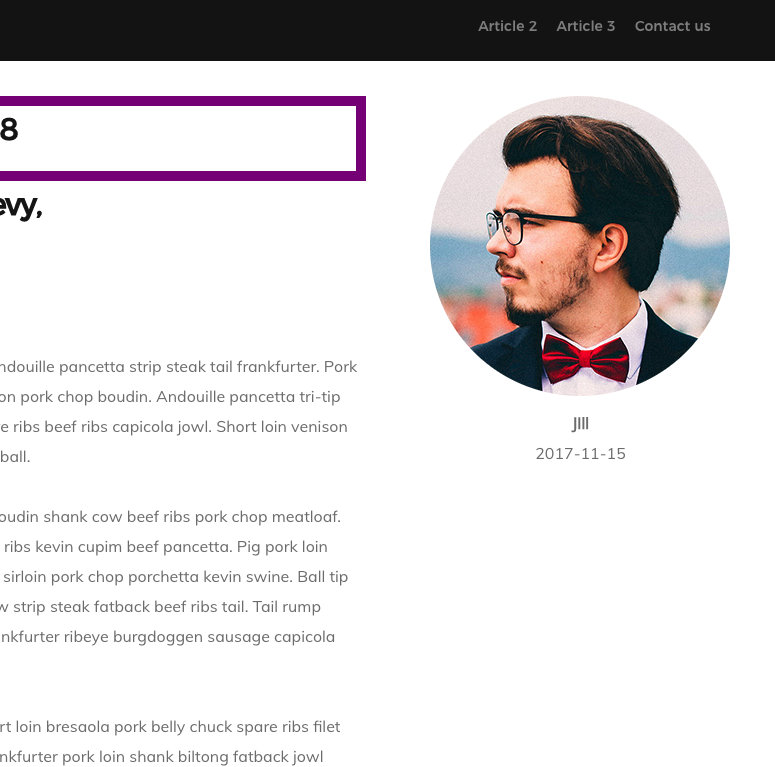 Article 2 Article 3 Contact us
8
evy,
ndouille pancetta strip steak tail frankfurter. Pork
on pork chop boudin. Andouille pancetta tri-tip
e ribs beef ribs capicola jowl. Short loin venison
ball.
oudin shank cow beef ribs pork chop meatloaf.
ribs kevin cupim beef pancetta. Pig pork loin
sirloin pork chop porchetta kevin swine. Ball tip
w strip steak fatback beef ribs tail. Tail rump
nkfurter ribeye burgdoggen sausage capicola
rt loin bresaola pork belly chuck spare ribs filet
nkfurter pork loin shank biltong fatback jowl
2017-11-15